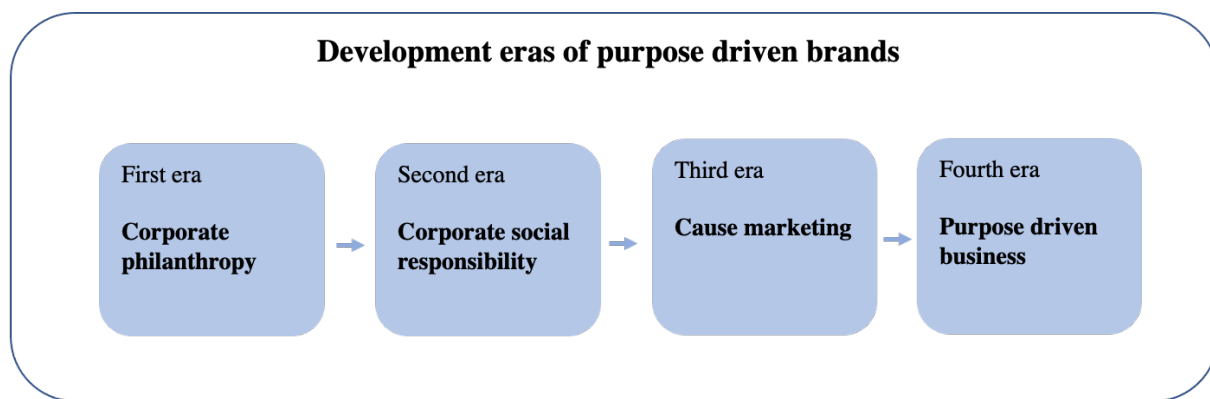 Development eras of purpose driven brands
First era
Corporate
philanthropy
Second era
Corporate social
responsibility
Third era
Cause marketing
Fourth era
Purpose driven
business